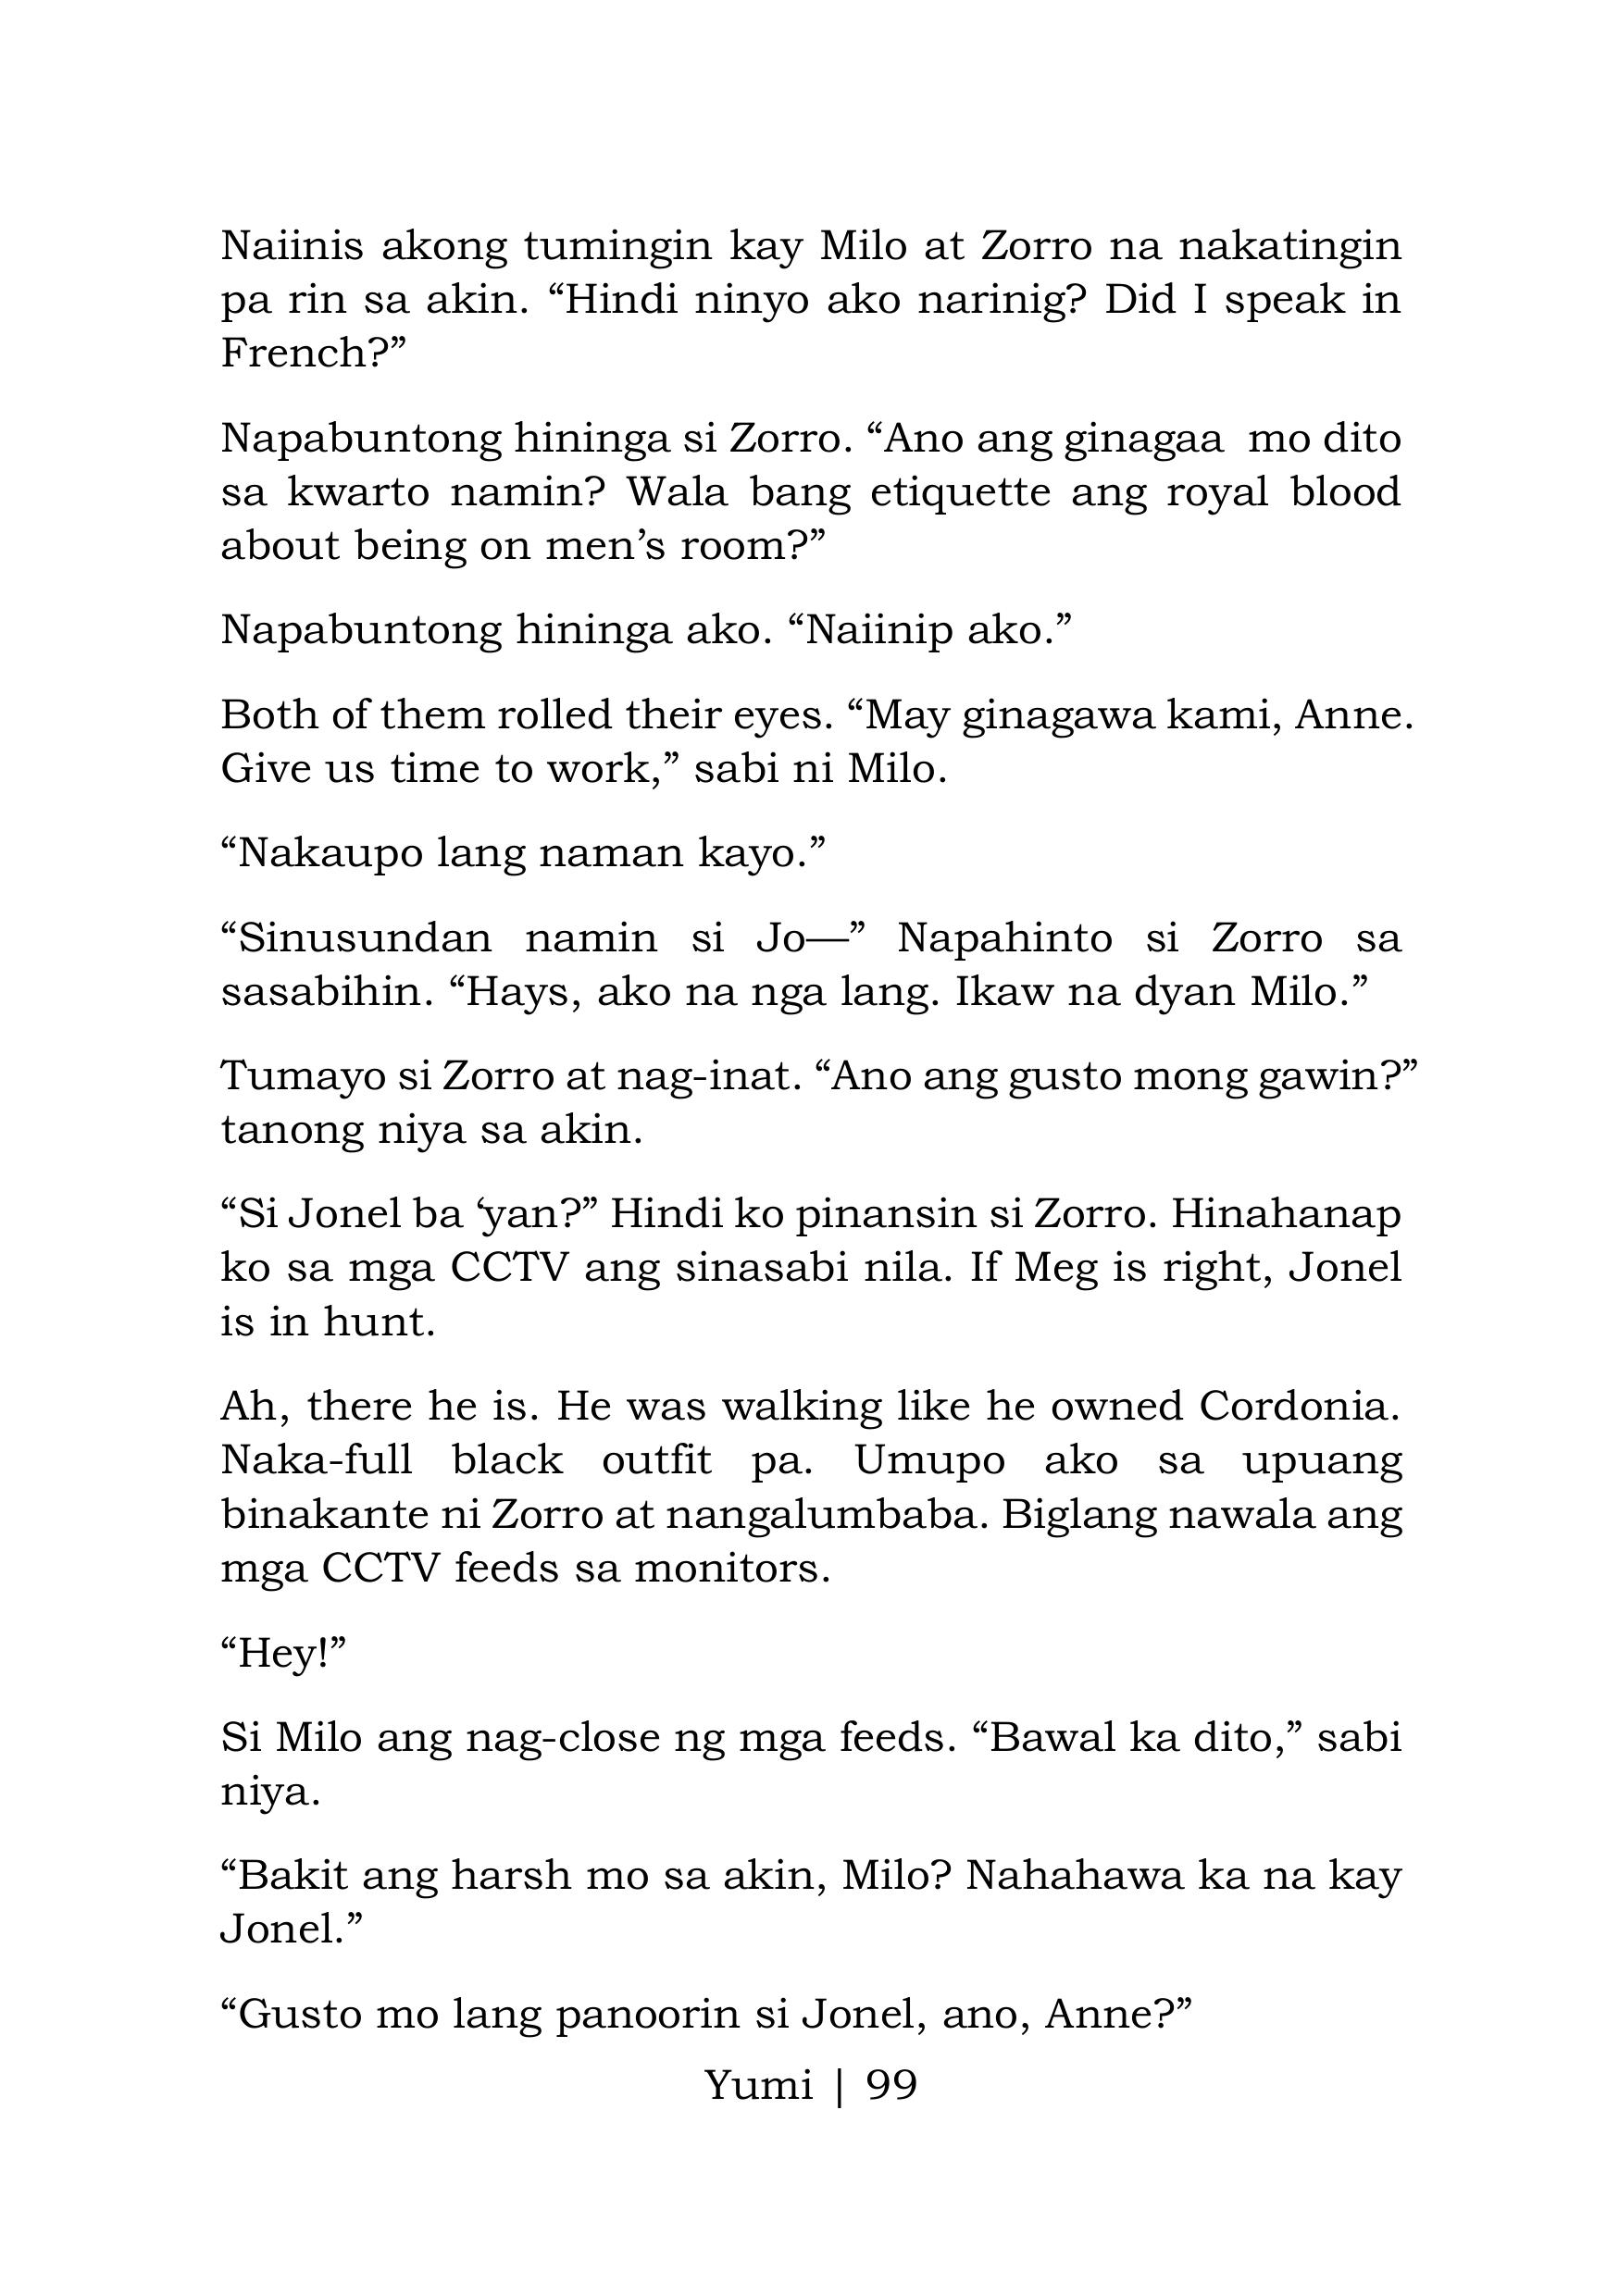 Naiinis akong tumingin kay Milo at Zorro na nakatingin
pa rin sa akin. “Hindi ninyo ako narinig? Did I speak in
French?”
Napabuntong hininga si Zorro. “Ano ang ginagaa  mo dito
sa kwarto namin? Wala bang etiquette ang royal blood
about being on men’s room?”
Napabuntong hininga ako. “Naiinip ako.”
Both of them rolled their eyes. “May ginagawa kami, Anne.
Give us time to work,” sabi ni Milo.
“Nakaupo lang naman kayo.”
“Sinusundan namin si Jo—” Napahinto si Zorro sa
sasabihin. “Hays, ako na nga lang. Ikaw na dyan Milo.”
Tumayo si Zorro at nag-inat. “Ano ang gusto mong gawin?”
tanong niya sa akin.
“Si Jonel ba ‘yan?” Hindi ko pinansin si Zorro. Hinahanap
ko sa mga CCTV ang sinasabi nila. If Meg is right, Jonel
is in hunt.
Ah, there he is. He was walking like he owned Cordonia.
Naka-full black outfit pa. Umupo ako sa upuang
binakante ni Zorro at nangalumbaba. Biglang nawala ang
mga CCTV feeds sa monitors.
“Hey!”
Si Milo ang nag-close ng mga feeds. “Bawal ka dito,” sabi
niya.
“Bakit ang harsh mo sa akin, Milo? Nahahawa ka na kay
Jonel.”
“Gusto mo lang panoorin si Jonel, ano, Anne?”
Yumi | 99